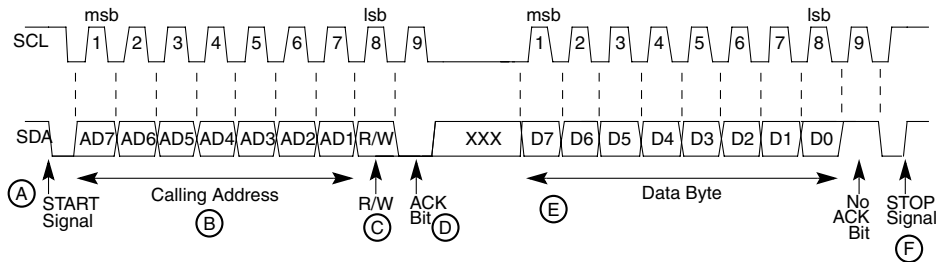 msb lsb msb lsb
SCL 1 2 3 4 5 6 7 8 9 1 2 3 4 5 6 7 8 9
SDA AD7 AD6 AD5 AD4 AD3 AD2 AD1 R/W XXX D7 D6 D5 D4 D3 D2 D1 D0
A START Signal
Calling Address
B
R/W
C
ACK Bit D
E
Data Byte
No ACK Bit
STOP Signal
F